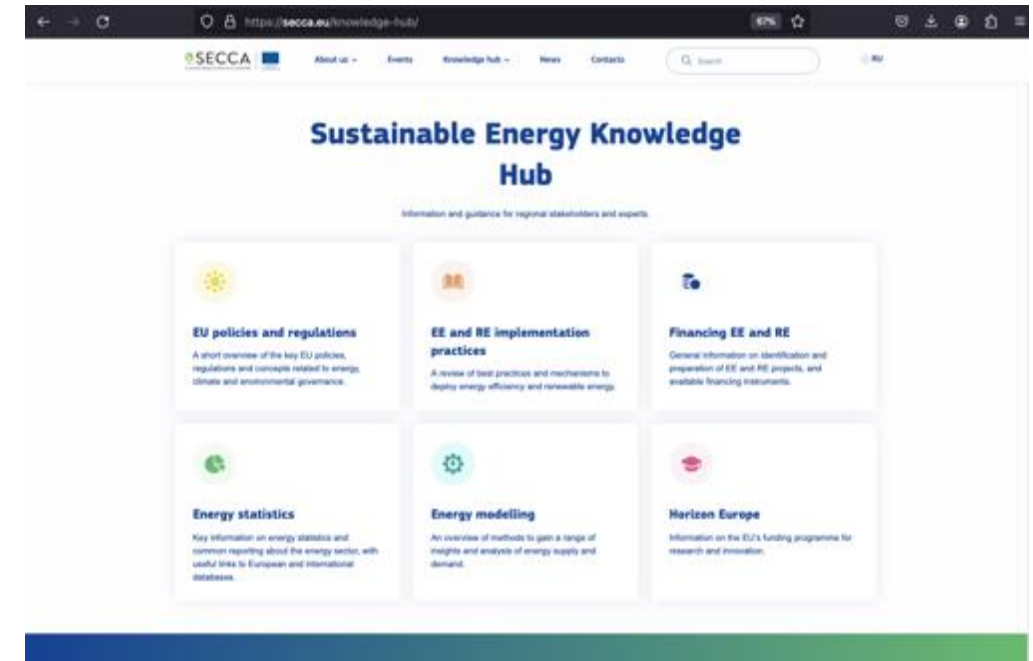 https://secca.eu/knowledge-hub/
67%
SECCA
About us
Events
Knowledge hub
News
Contacts
Search
RU
Sustainable Energy Knowledge
Hub
Information and guidance for regional stakeholders and experts
EU policies and regulations
A short overview of the key EU policies,
regulations and concepts related to energy,
climate and environmental governance.
EE and RE implementation
practices
A review of best practices and mechanisms to
deploy energy efficiency and renewable energy.
Financing EE and RE
General information on identification and
preparation of EE and RE projects, and
available financing instruments.
Energy statistics
Key information on energy statistics and
common reporting about the energy sector, with
useful links to European and international
databases.
Energy modelling
An overview of methods to gain a range of
insights and analysis of energy supply and
demand.
Horizon Europe
Information on the EU's funding programme for
research and innovation.